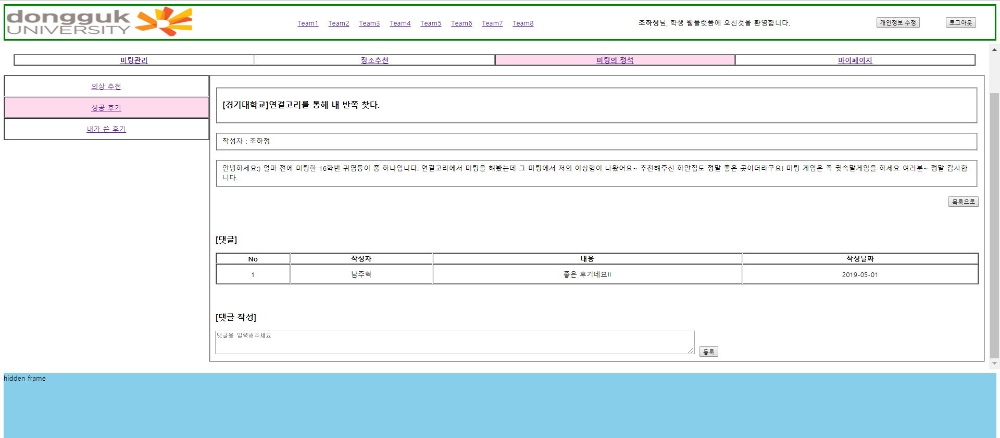 dongguk
UNIVERSITY
Team1 Team2 Team3 Team4 Team5 Team6 Team7 Team8
조하정님, 학생 웹플랫폼에 오신것을 환영합니다.
개인정보 수정
로그아웃
미팅관리 장소추천 미팅의 정석 마이페이지
의상 추천
성공 후기
내가 쓴 후기
[경기대학교]연결고리를 통해 내 반쪽 찾다.
작성자 : 조하정
안녕하세요:) 얼마 전에 미팅한 16학번 귀염둥이 중 하나입니다. 연결고리에서 미팅을 해봤는데 그 미팅에서 저의 이상형이 나왔어요~ 추천해주신 하얀집도 정말 좋은 곳이더라구요! 미팅 게임은 꼭 귓속말게임을 하세요 여러분~ 정말 감사합
니다.
목록으로
[댓글]
No 작성자 내용 작성날짜
1 남주혁 좋은 후기네요!! 2019-05-01
[댓글 작성]
댓글을 입력해주세요
등록
hidden frame